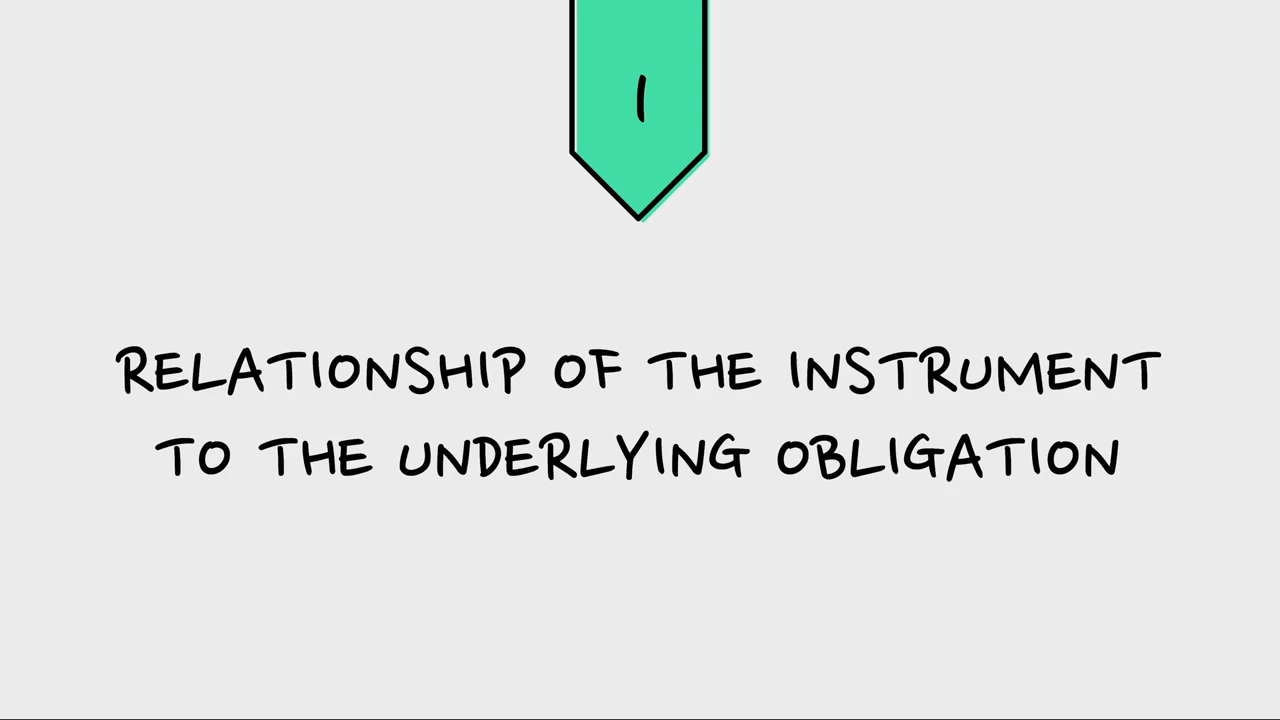 1
RELATIONSHIP OF THE INSTRUMENT
TO THE UNDERLYING OBLIGATION